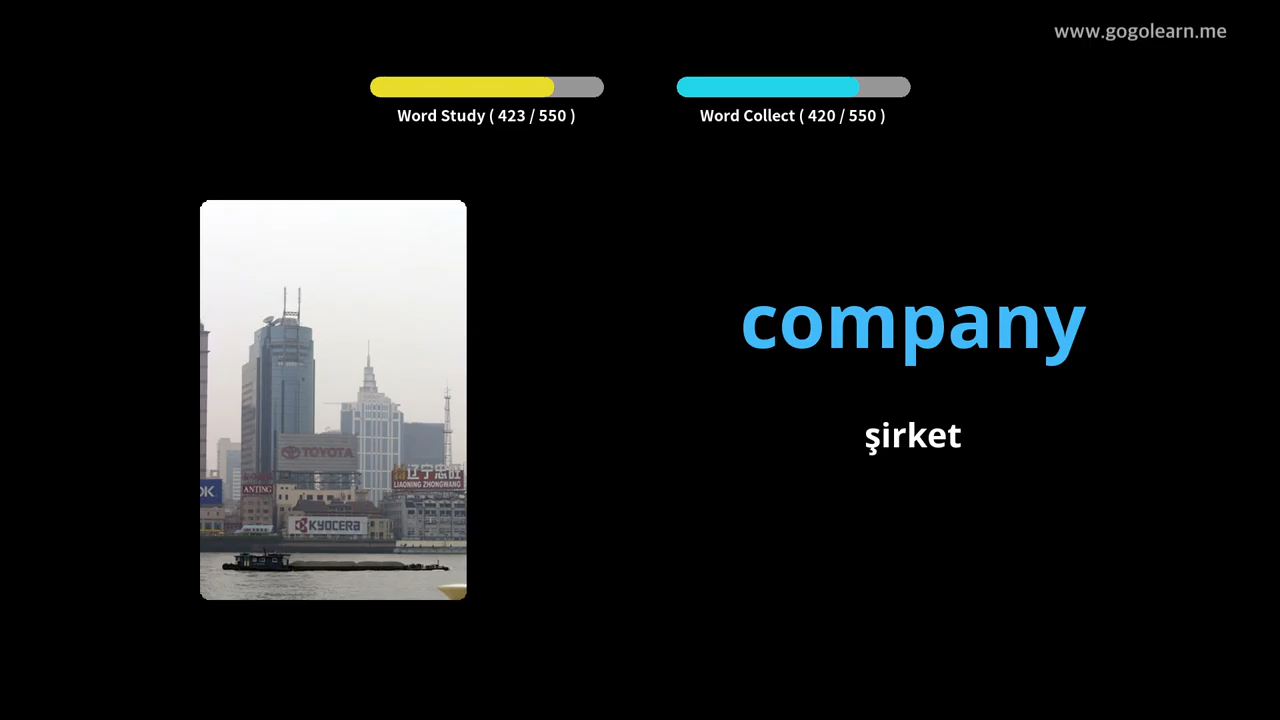 www.gogolearn.me
Word Study ( 423 / 550 )
Word Collect ( 420 / 550 )
company
şirket
TOYOTA
辽宁忠旺
LIAONING ZHONGWANG
ANTING
KYOCERA